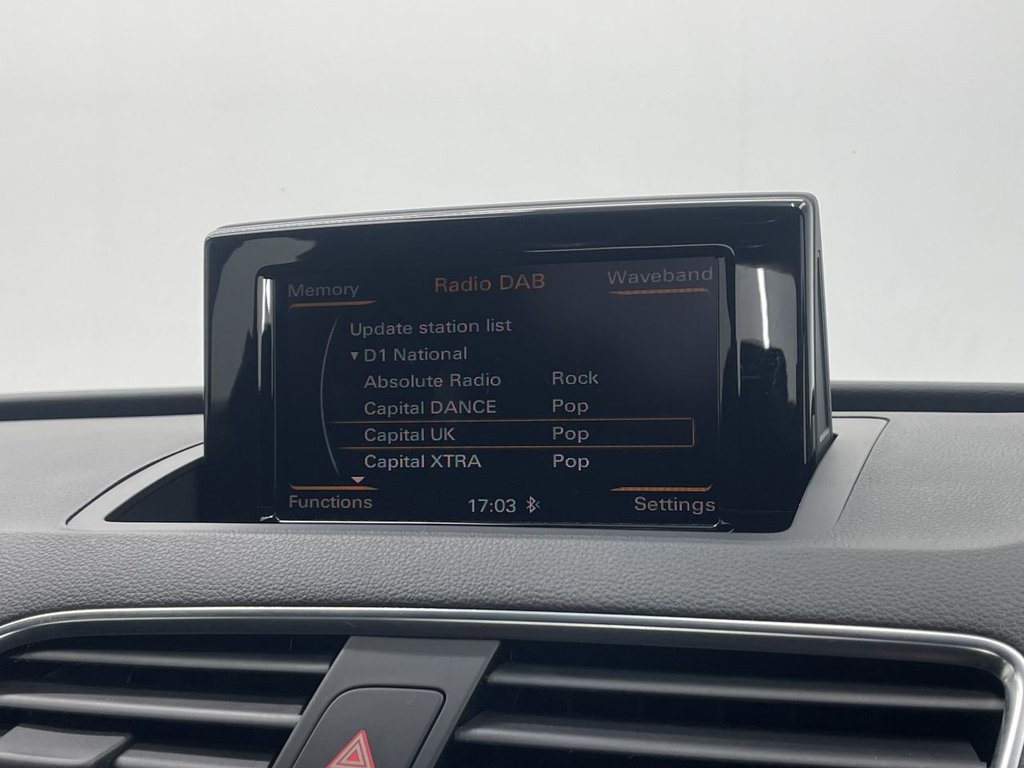 Memory Radio DAB Waveband
Update station list
▼ D1 National
Absolute Radio Rock
Capital DANCE Pop
Capital UK Pop
Capital XTRA Pop
Functions 17:03 Settings